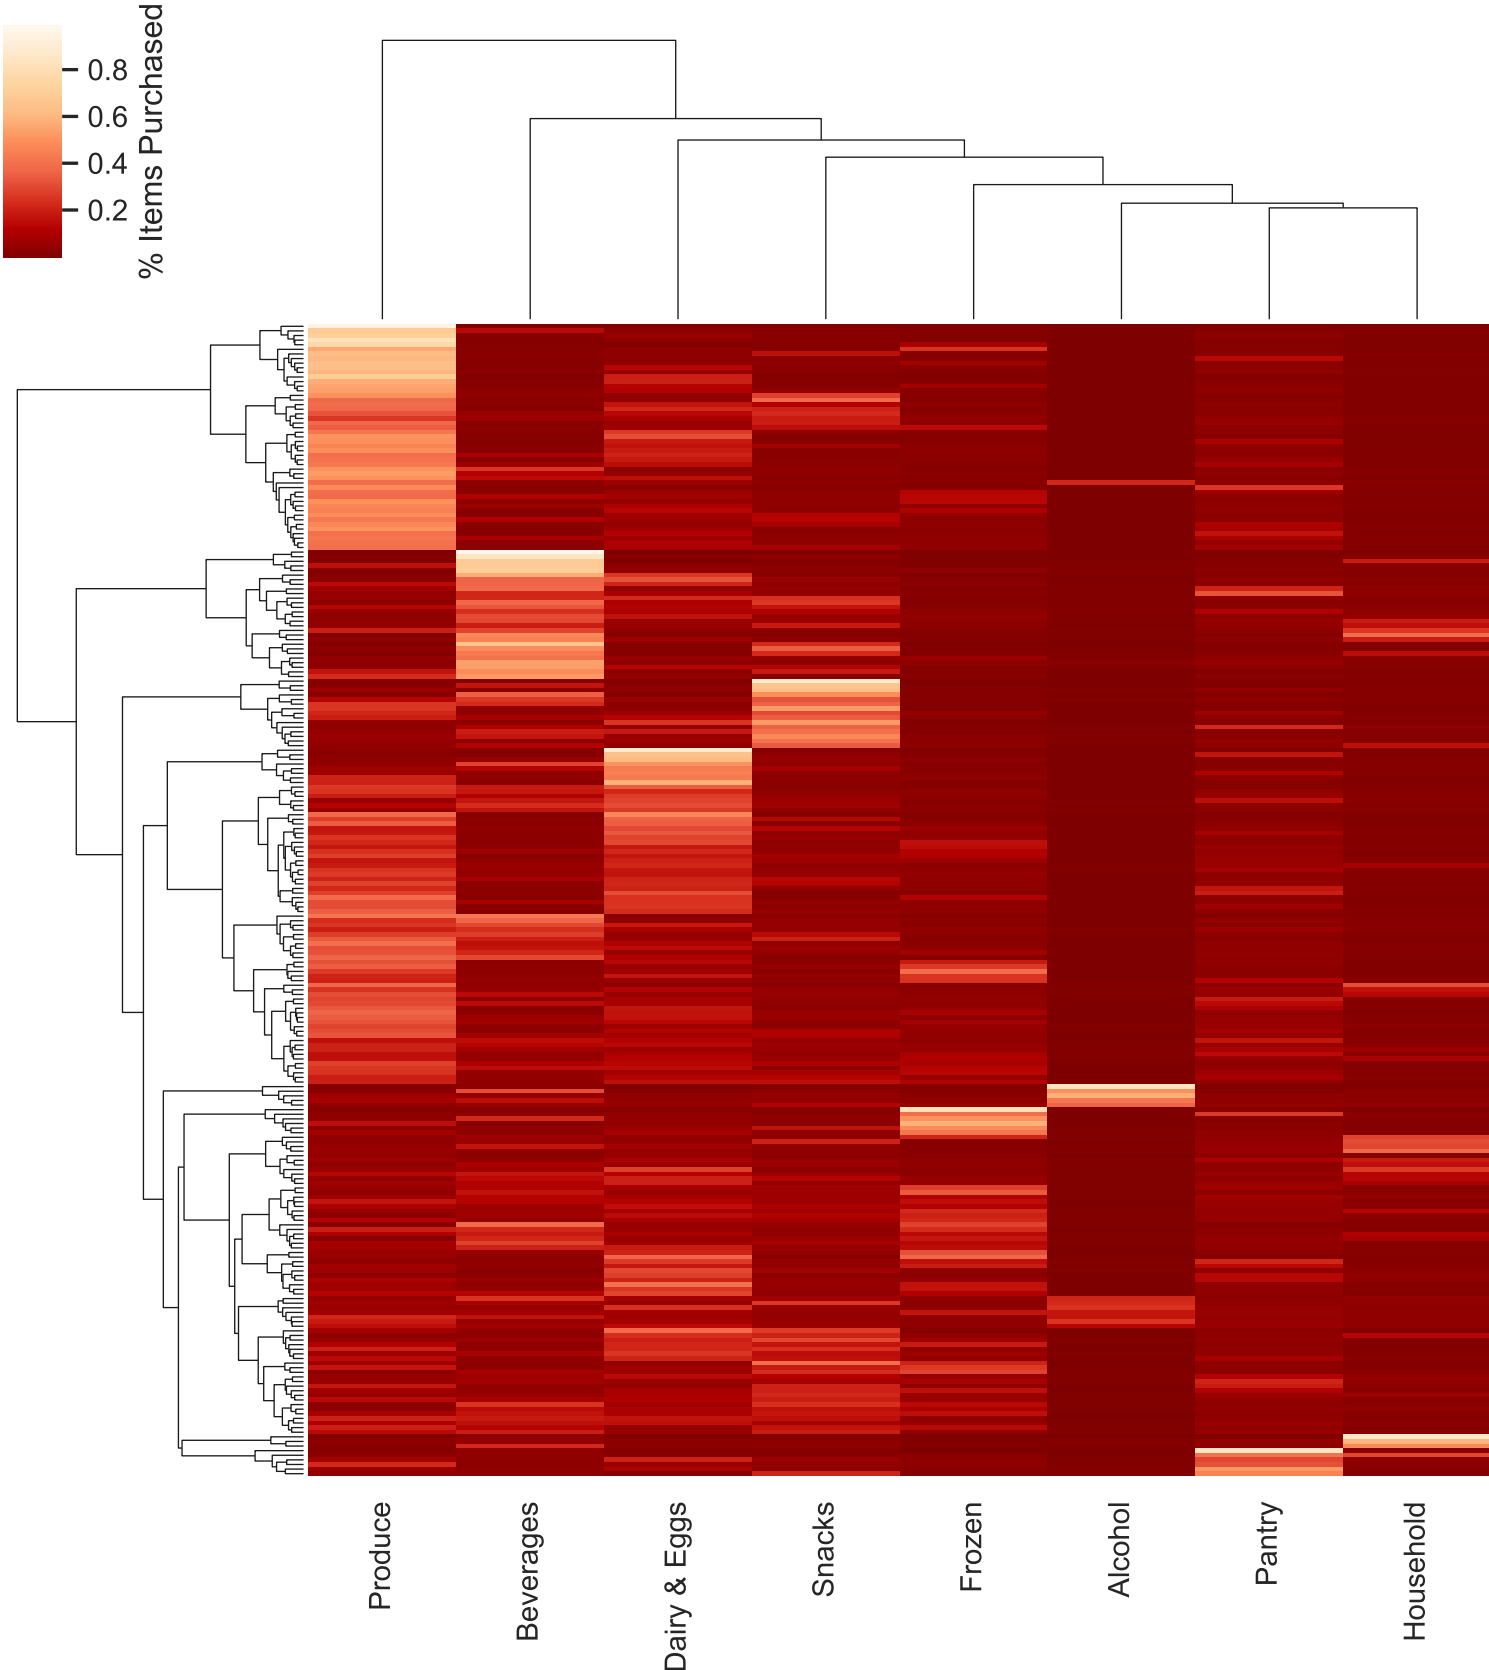 0.8
0.6
0.4
0.2
% Items Purchased
Produce
Beverages
Dairy & Eggs
Snacks
Frozen
Alcohol
Pantry
Household